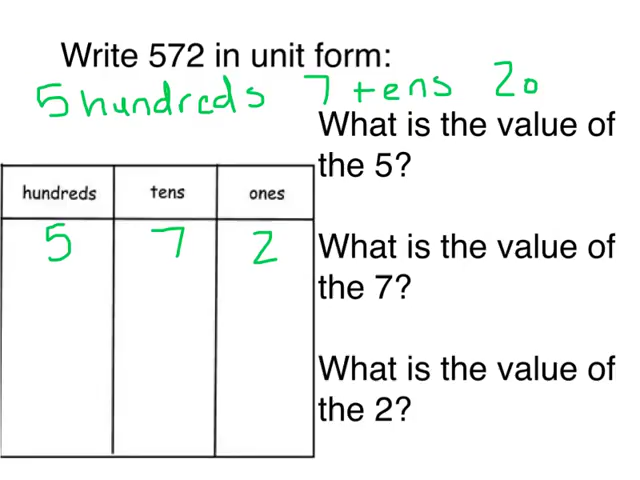 Write 572 in unit form:
5 hundreds 7 tens 2o
What is the value of
the 5?
hundreds tens ones
5 7 2
What is the value of
the 7?
What is the value of
the 2?